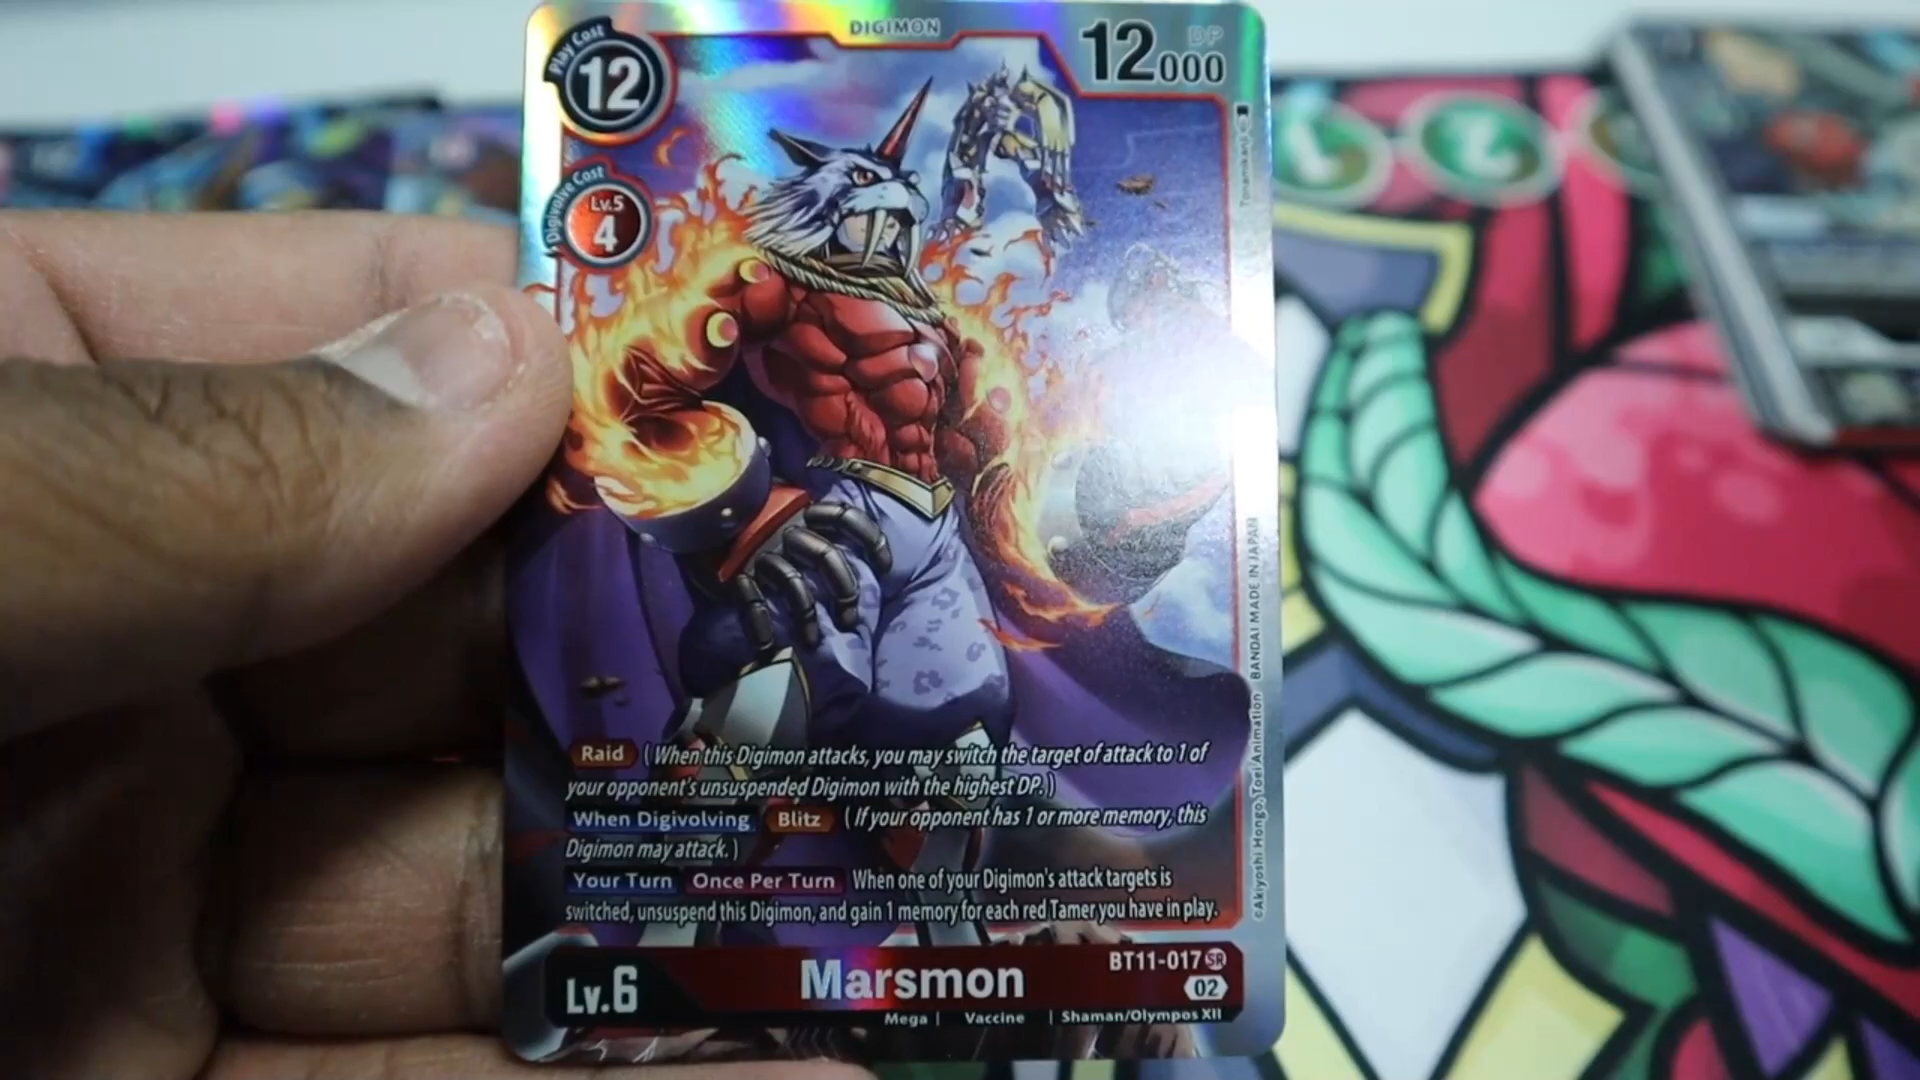 DIGIMON
Play Cost
12
DP
12000
Digivolve Cost
Lv.5
4
Raid (When this Digimon attacks, you may switch the target of attack to 1 of
your opponent's unsuspended Digimon with the highest DP.)
When Digivolving Blitz (If your opponent has 1 or more memory, this
Digimon may attack.)
Your Turn Once Per Turn When one of your Digimon's attack targets is
switched, unsuspend this Digimon, and gain 1 memory for each red Tamer you have in play.
BT11-017 SR
Lv.6
Marsmon
02
Mega | Vaccine | Shaman/Olympos XII
©Akiyoshi Hongo, Toei Animation BANDAI MADE IN JAPAN
1
2